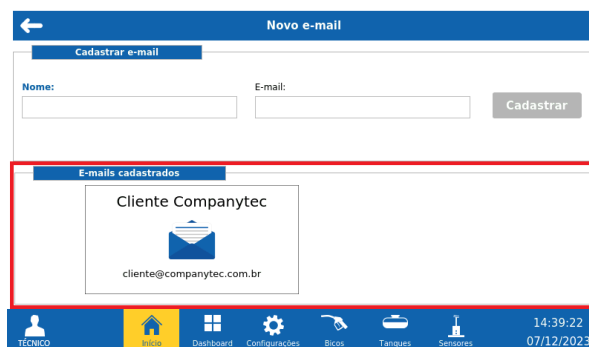 Novo e-mail
Cadastrar e-mail
Nome:
E-mail:
Cadastrar
E-mails cadastrados
Cliente Companytec
cliente@companytec.com.br
TÉCNICO
Início
Dashboard
Configurações
Bicos
Tanques
Sensores
14:39:22
07/12/2023